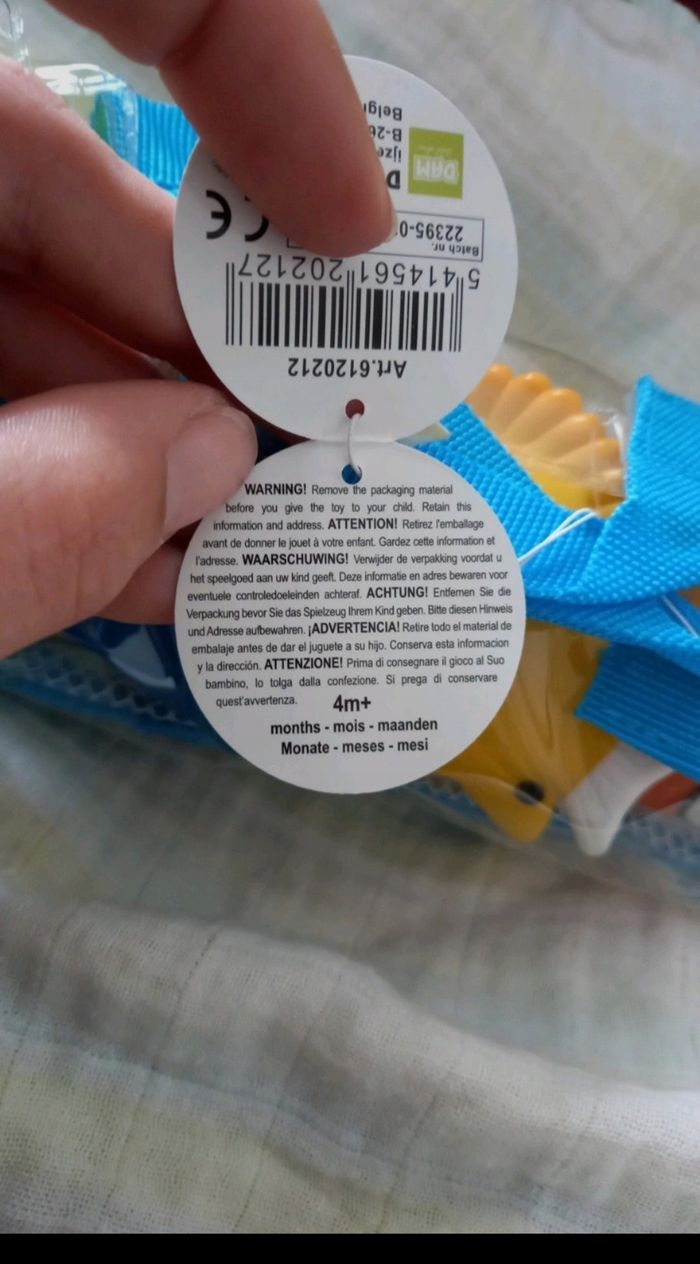 Art.6120212
5 414561 202127
Batch nr.
22395-0
DAM
B-2
Belgi
CE
WARNING! Remove the packaging material
before you give the toy to your child. Retain this
information and address. ATTENTION! Retirez l'emballage
avant de donner le jouet à votre enfant. Gardez cette information et
l'adresse. WAARSCHUWING! Verwijder de verpakking voordat u
het speelgoed aan uw kind geeft. Deze informatie en adres bewaren voor
eventuele controledoeleinden achteraf. ACHTUNG! Entfernen Sie die
Verpackung bevor Sie das Spielzeug Ihrem Kind geben. Bitte diesen Hinweis
und Adresse aufbewahren. ¡ADVERTENCIA! Retire todo el material de
embalaje antes de dar el juguete a su hijo. Conserva esta informacion
y la dirección. ATTENZIONE! Prima di consegnare il gioco al Suo
bambino, lo tolga dalla confezione. Si prega di conservare
quest'avvertenza. 4m+
months - mois - maanden
Monate - meses - mesi